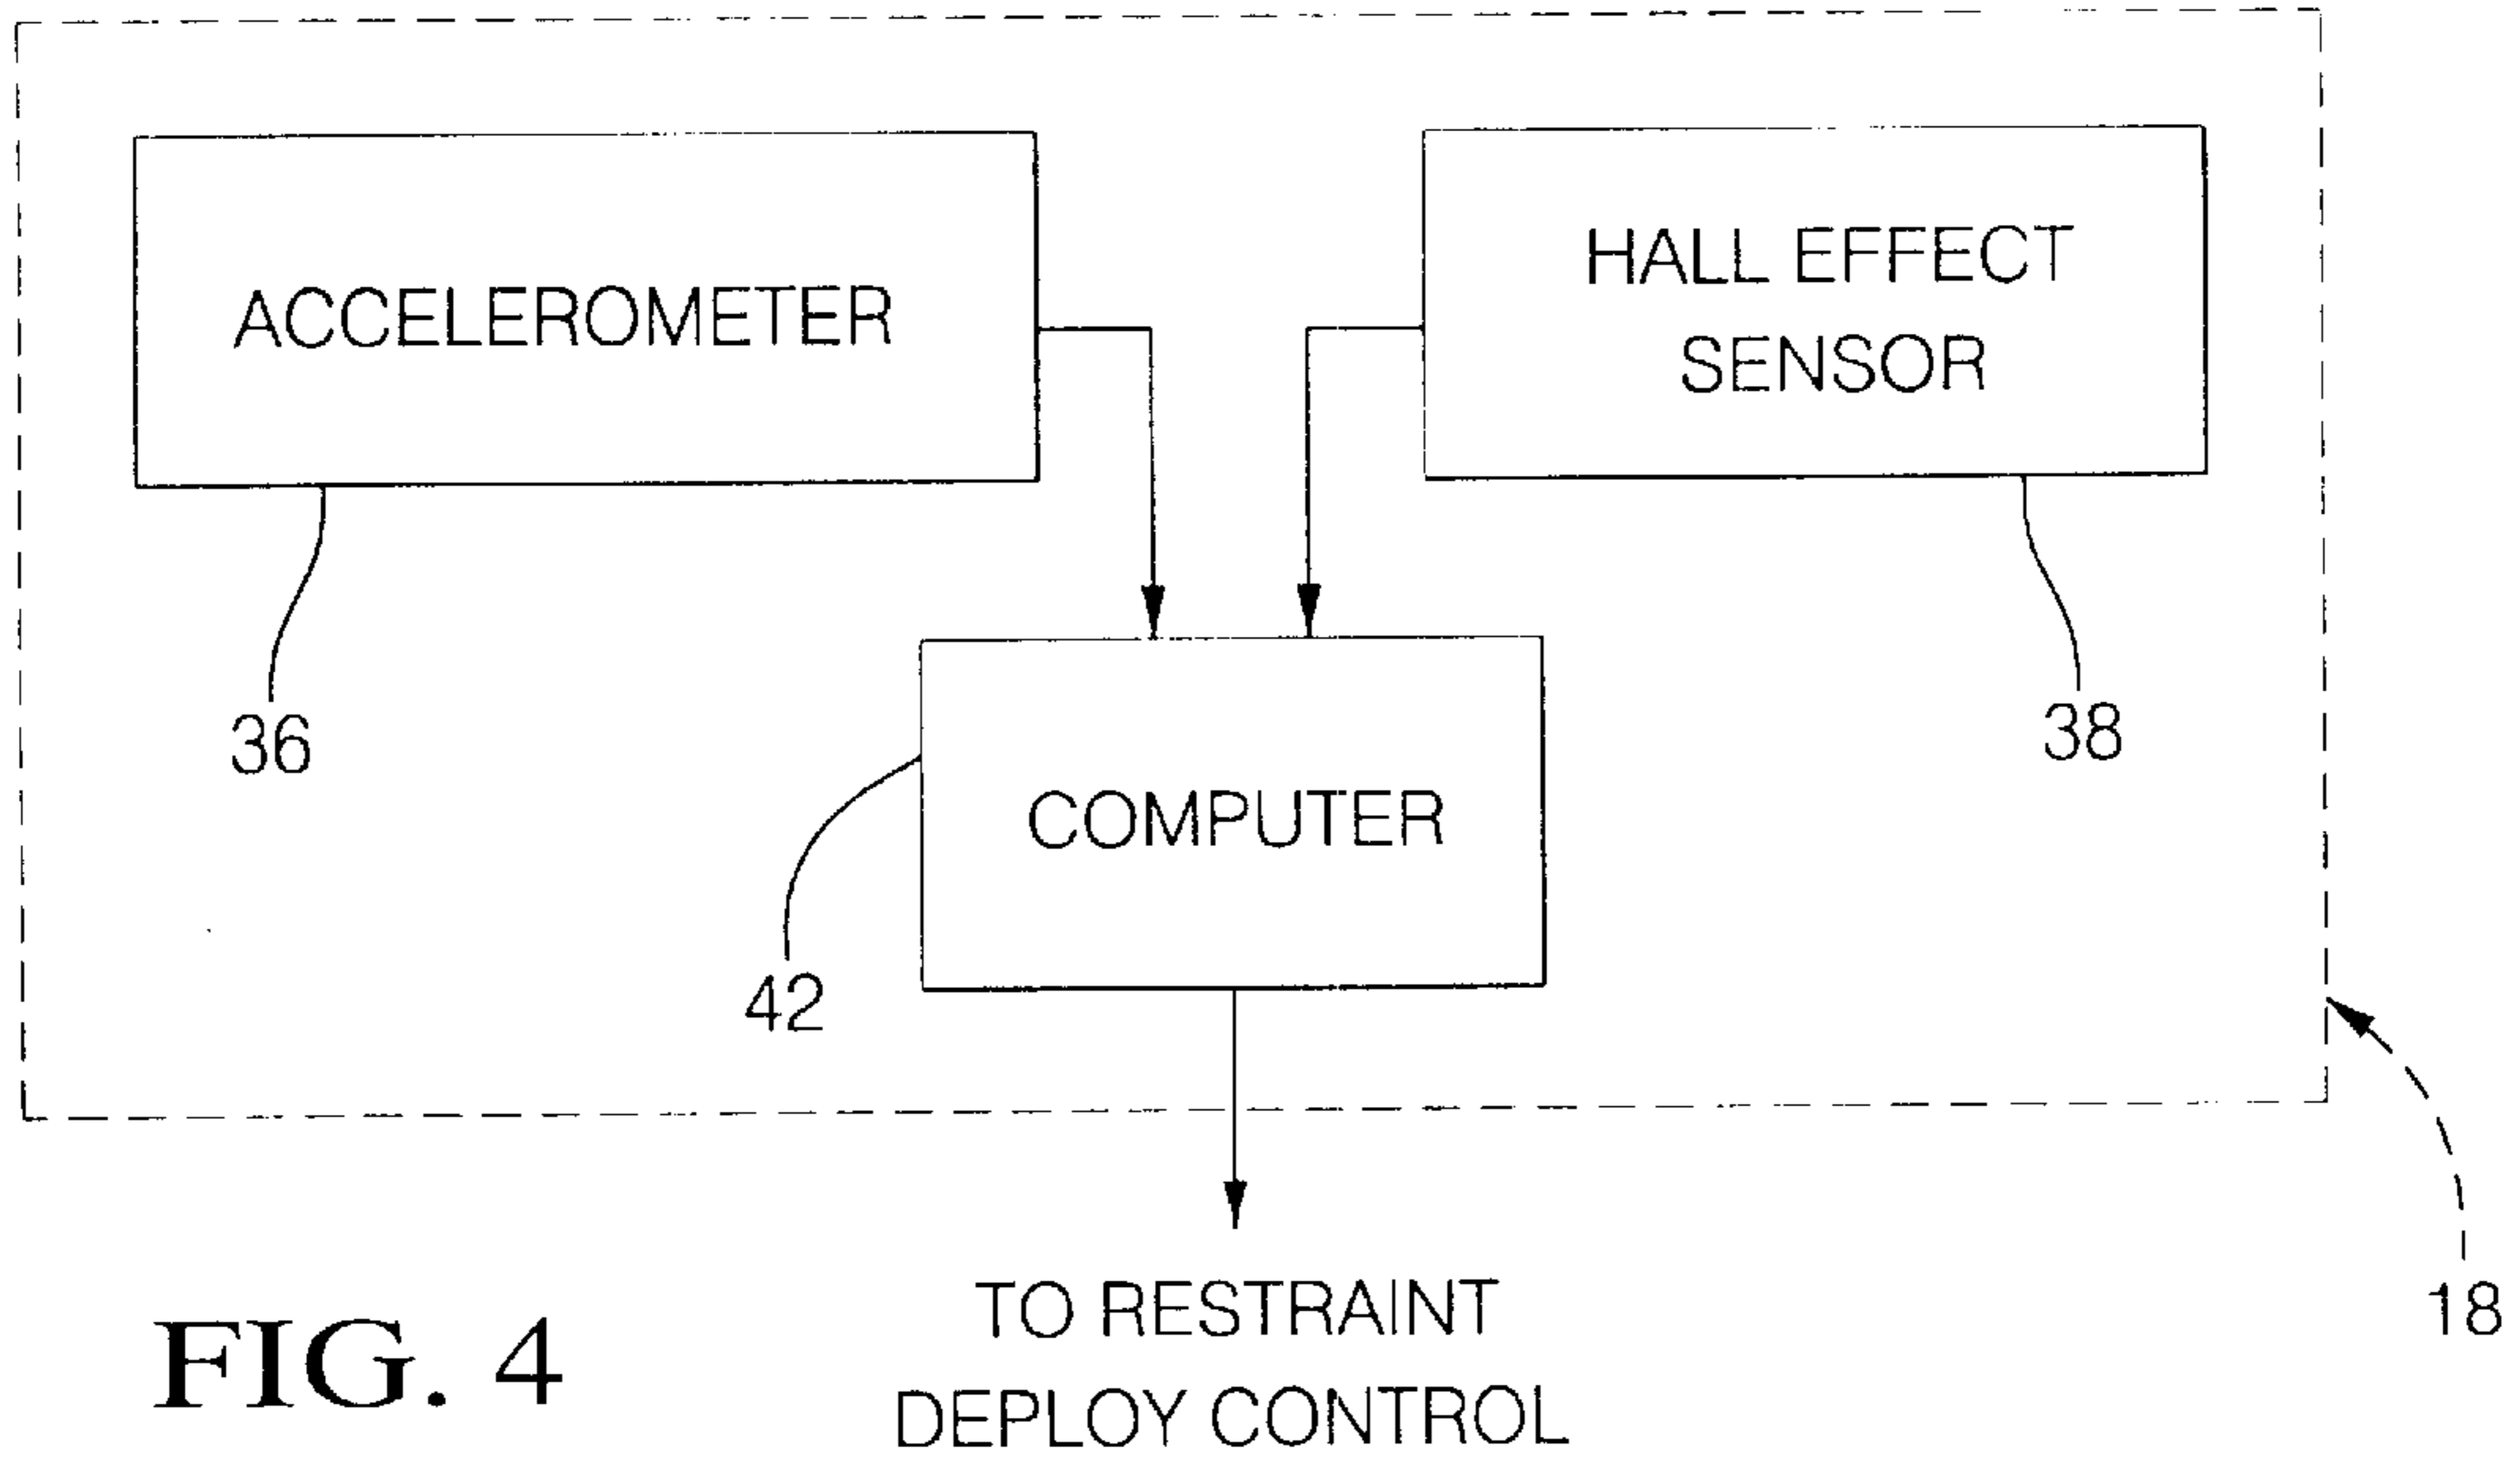 ACCELEROMETER
HALL EFFECT
SENSOR
36
38
COMPUTER
42
18
TO RESTRAINT
DEPLOY CONTROL
FIG. 4